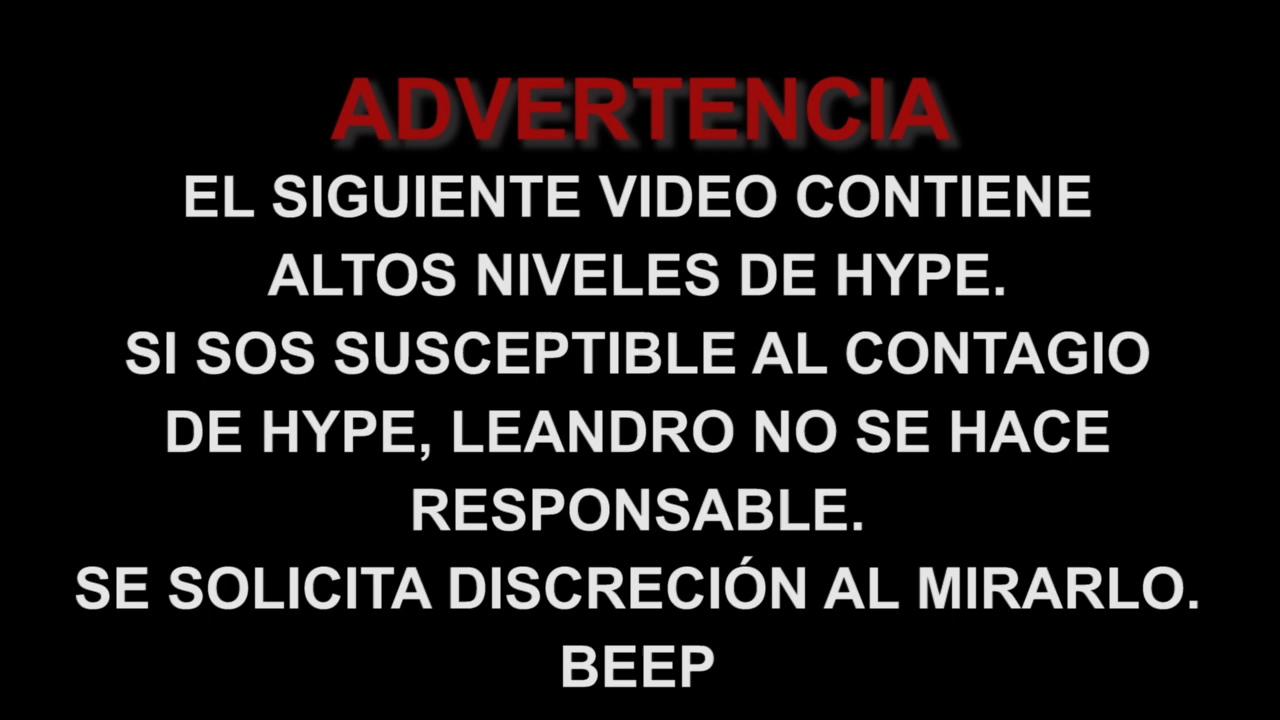 ADVERTENCIA
EL SIGUIENTE VIDEO CONTIENE
ALTOS NIVELES DE HYPE.
SI SOS SUSCEPTIBLE AL CONTAGIO
DE HYPE, LEANDRO NO SE HACE
RESPONSABLE.
SE SOLICITA DISCRECIÓN AL MIRARLO.
BEEP